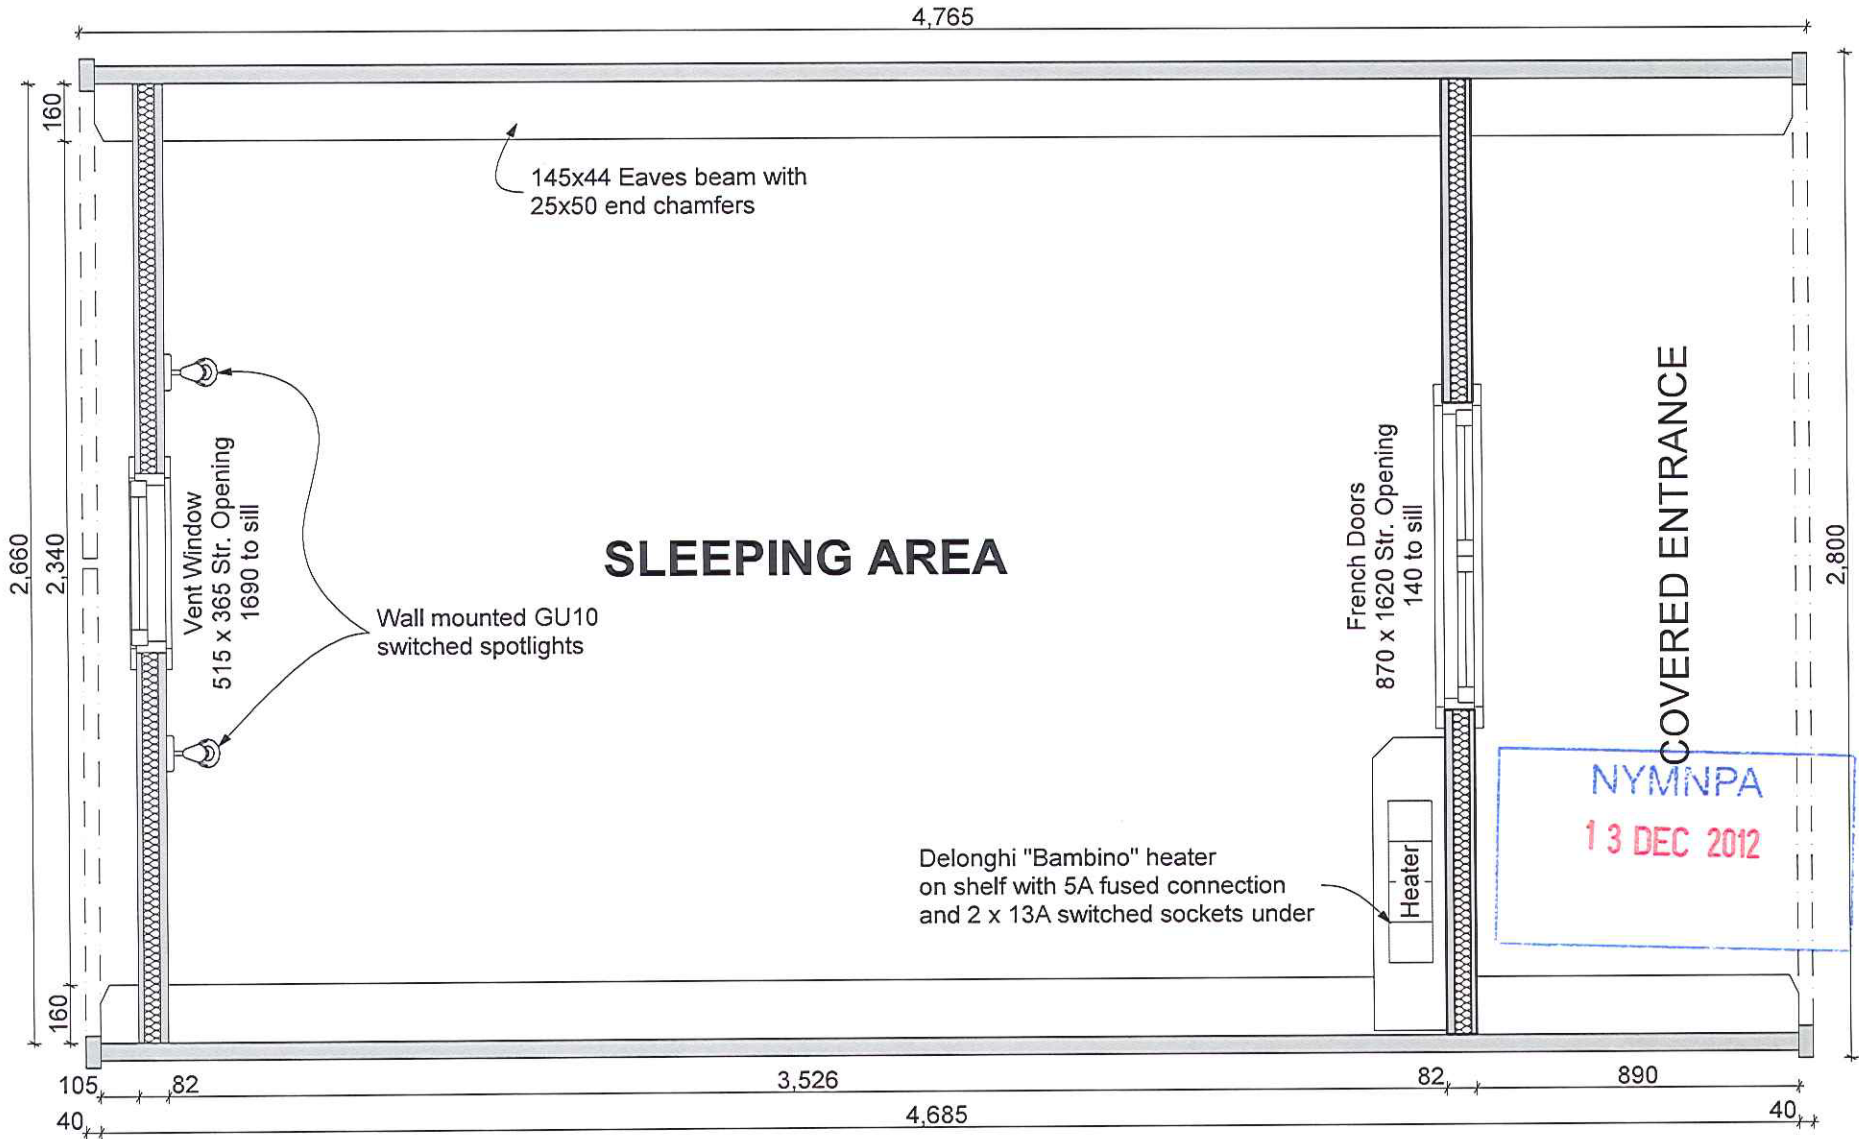 4,765
160
145x44 Eaves beam with
25x50 end chamfers
2,660
2,340
2,800
Vent Window
515 x 365 Str. Opening
1690 to sill
SLEEPING AREA
French Doors
870 x 1620 Str. Opening
140 to sill
COVERED ENTRANCE
Wall mounted GU10
switched spotlights
NYMNPA
13 DEC 2012
Delonghi "Bambino" heater
on shelf with 5A fused connection
and 2 x 13A switched sockets under
Heater
160
105
82
3,526
82
890
40
4,685
40